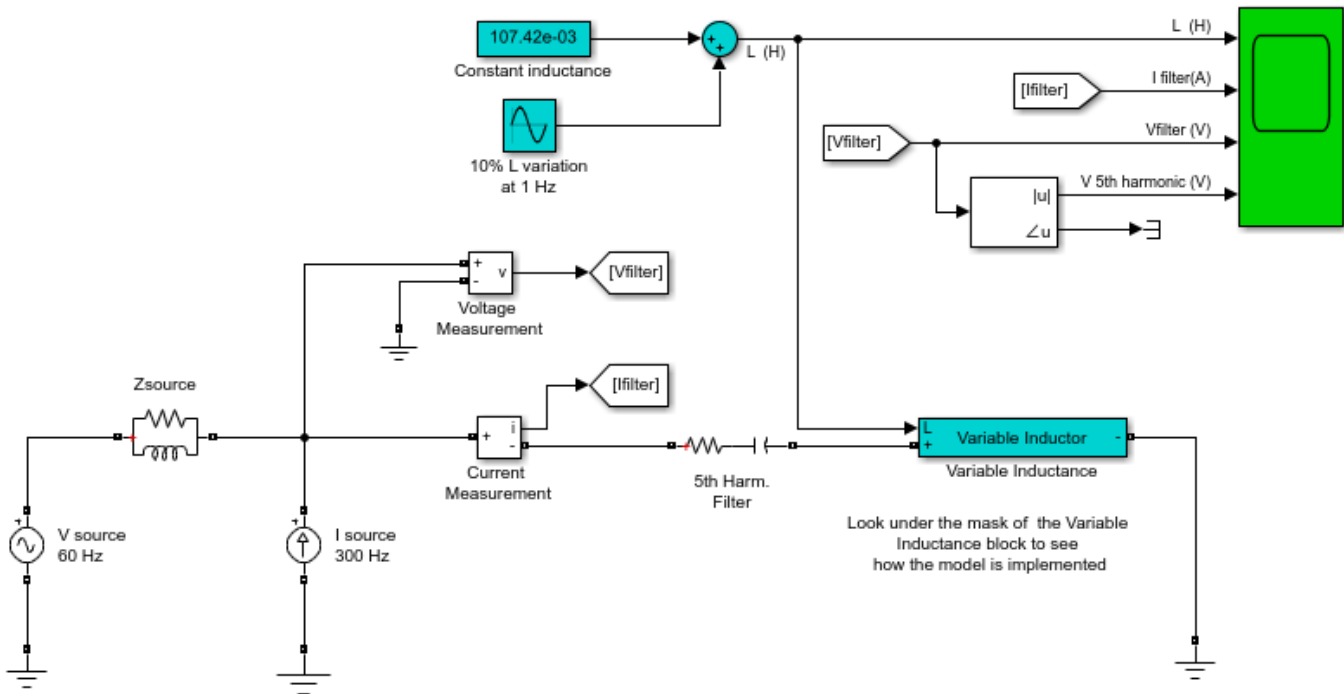 107.42e-03
Constant inductance
+
+
L (H)
L (H)
[Ifilter]
I filter(A)
10% L variation
at 1 Hz
[Vfilter]
Vfilter (V)
V 5th harmonic (V)
|u|
∠u
+
-
v
[Vfilter]
Voltage
Measurement
Zsource
[Ifilter]
+
i
-
Current
Measurement
5th Harm.
Filter
L
+
Variable Inductor
-
Variable Inductance
+
V source
60 Hz
+
I source
300 Hz
Look under the mask of the Variable
Inductance block to see
how the model is implemented